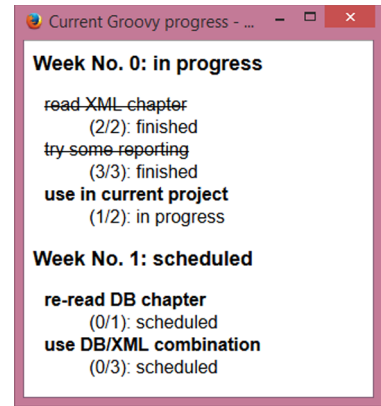 Current Groovy progress - ...
Week No. 0: in progress
read XML chapter
(2/2): finished
try some reporting
(3/3): finished
use in current project
(1/2): in progress
Week No. 1: scheduled
re-read DB chapter
(0/1): scheduled
use DB/XML combination
(0/3): scheduled